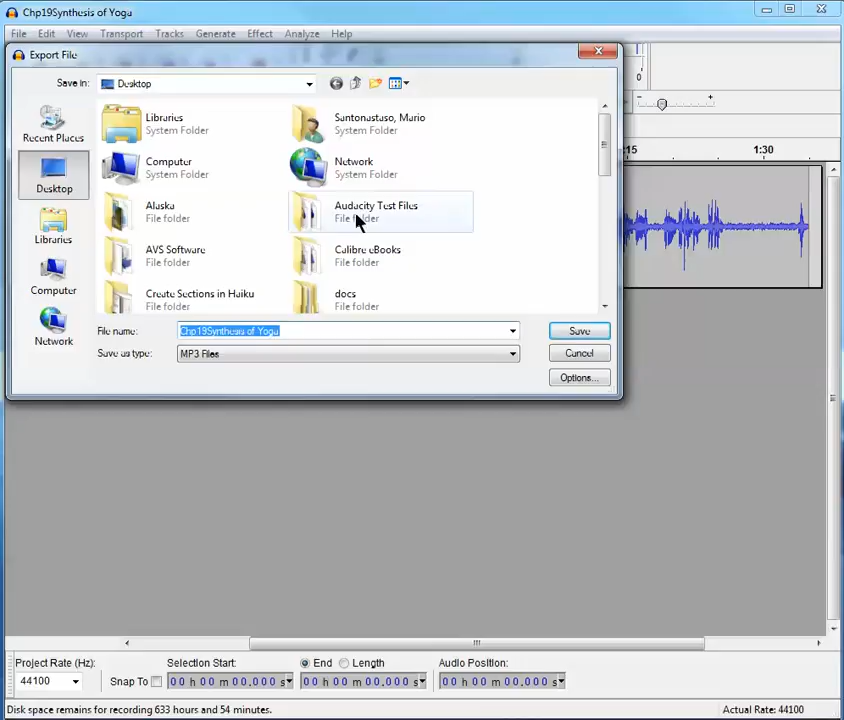 Chp19Synthesis of Yoga
File Edit View Transport Tracks Generate Effect Analyze Help
Export File
Save in: Desktop
Recent Places
Desktop
Libraries
Computer
Network
Libraries
System Folder
Santonastaso, Mario
System Folder
Computer
System Folder
Network
System Folder
Alaska
File folder
Audacity Test Files
File folder
AVS Software
File folder
Calibre eBooks
File folder
Create Sections in Haiku
File folder
docs
File folder
File name: Chp19Synthesis of Yoga
Save as type: MP3 Files
Save
Cancel
Options...
0
- +
:15 1:30
Project Rate (Hz): Selection Start: End Length Audio Position:
44100 Snap To 00 h 00 m 00.000 s 00 h 00 m 00.000 s 00 h 00 m 00.000 s
Disk space remains for recording 633 hours and 54 minutes. Actual Rate: 44100